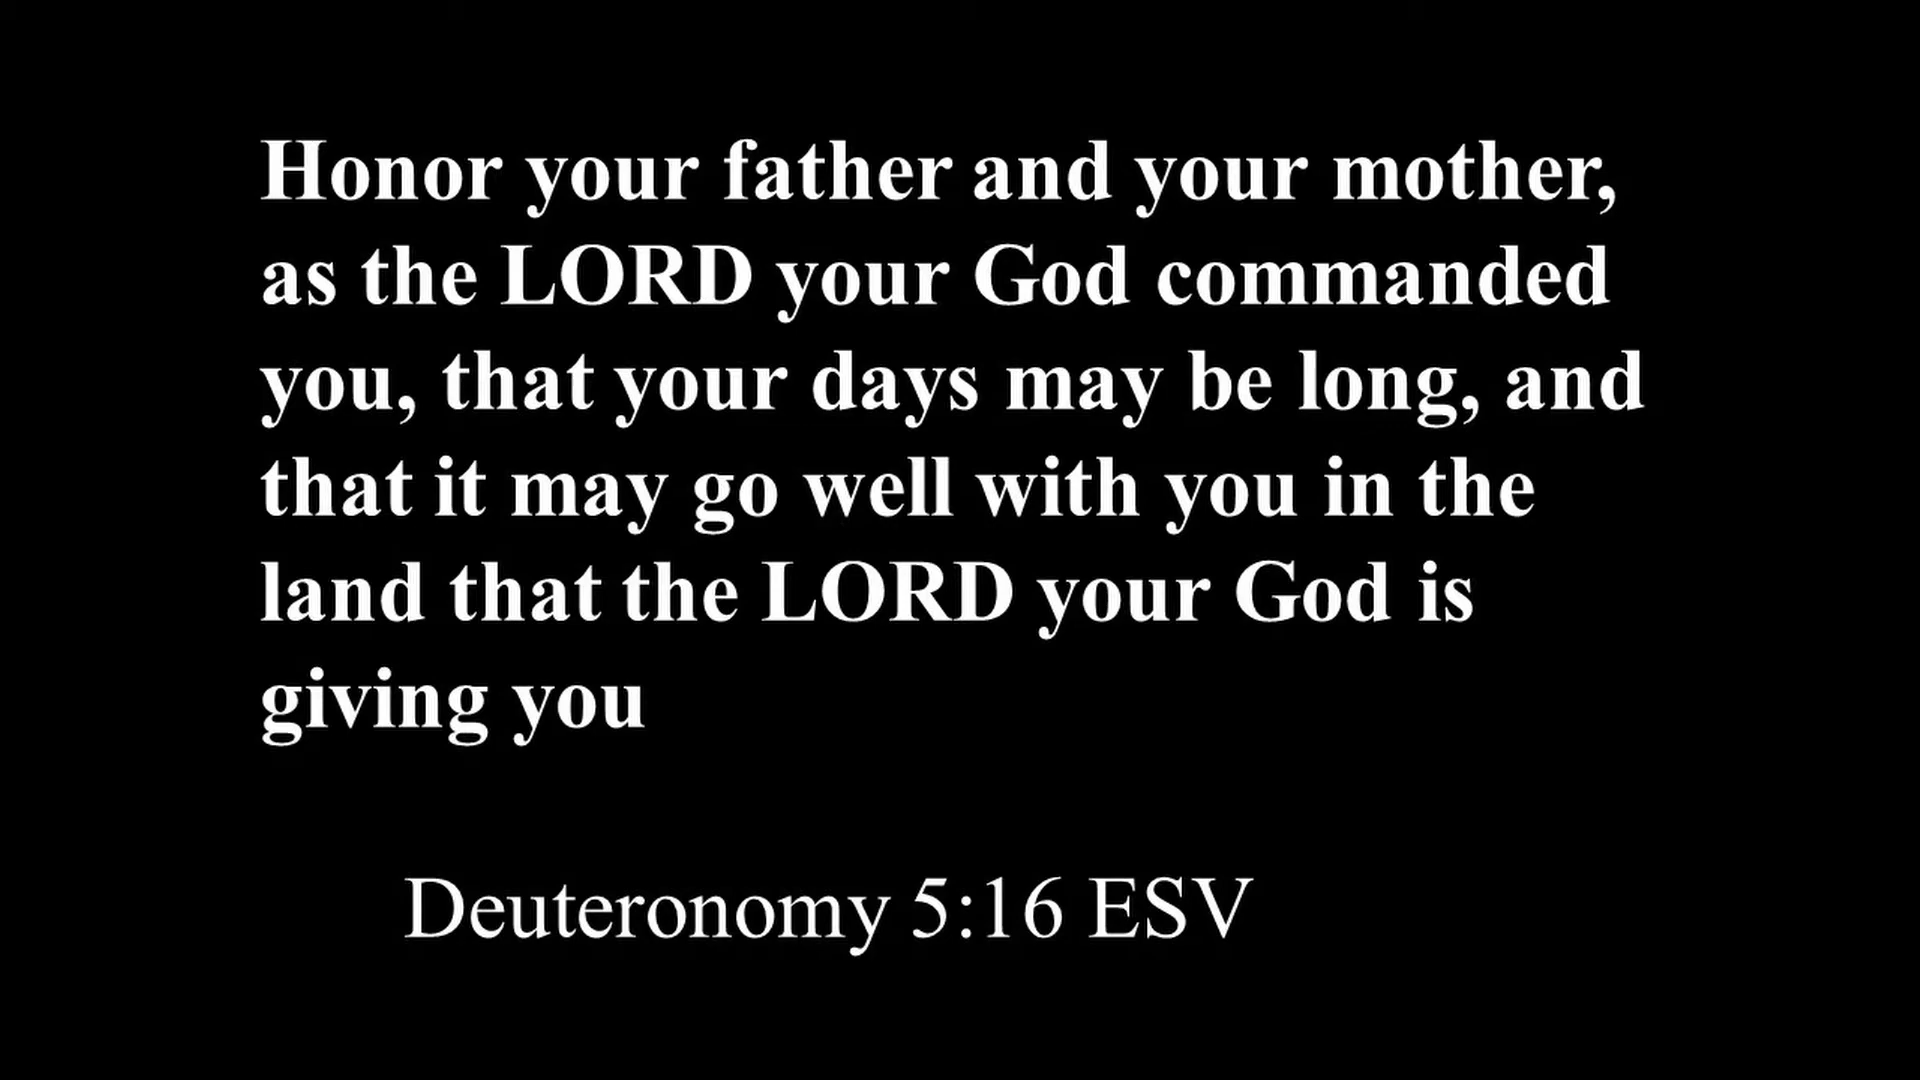 Honor your father and your mother,
as the LORD your God commanded
you, that your days may be long, and
that it may go well with you in the
land that the LORD your God is
giving you
Deuteronomy 5:16 ESV